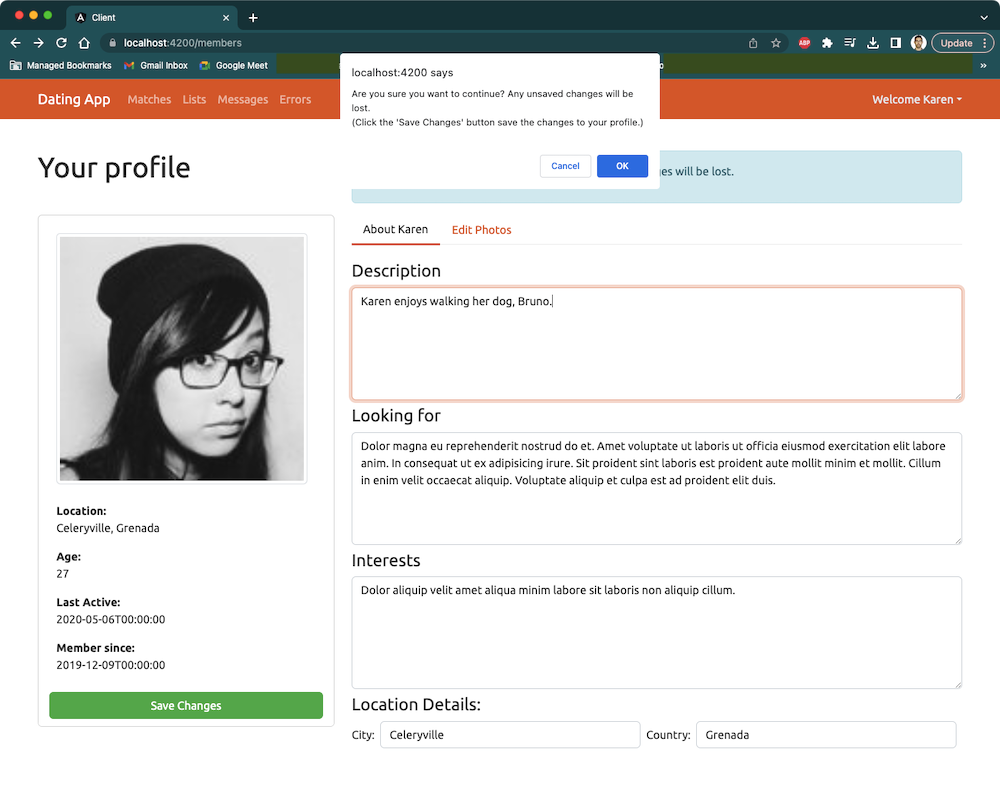 Client
localhost:4200/members
ABP
Update
Managed Bookmarks
Gmail Inbox
Google Meet
Dating App
Matches
Lists
Messages
Errors
Welcome Karen
localhost:4200 says
Are you sure you want to continue? Any unsaved changes will be
lost.
(Click the 'Save Changes' button save the changes to your profile.)
Cancel
OK
Your profile
will be lost.
About Karen
Edit Photos
Description
Karen enjoys walking her dog, Bruno.
Looking for
Dolor magna eu reprehenderit nostrud do et. Amet voluptate ut laboris ut officia eiusmod exercitation elit labore
anim. In consequat ut ex adipisicing irure. Sit proident sint laboris est proident aute mollit minim et mollit. Cillum
in enim velit occaecat aliquip. Voluptate aliquip et culpa est ad proident elit duis.
Interests
Dolor aliquip velit amet aliqua minim labore sit laboris non aliquip cillum.
Location:
Celeryville, Grenada
Age:
27
Last Active:
2020-05-06T00:00:00
Member since:
2019-12-09T00:00:00
Save Changes
Location Details:
City:
Celeryville
Country:
Grenada